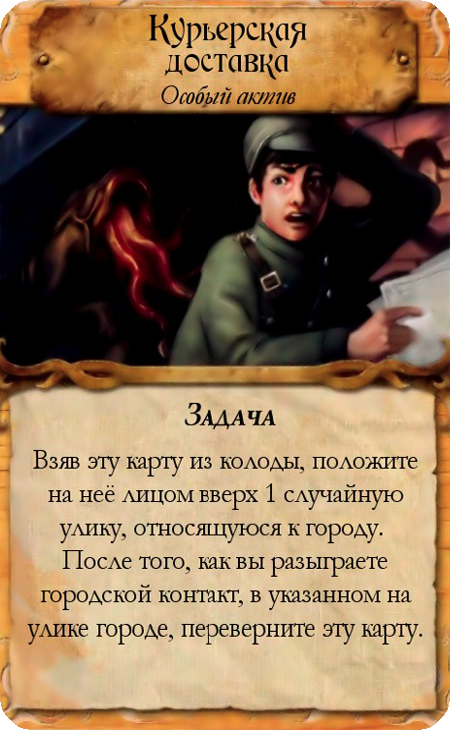 Курьерская
доставка
Особый актив
Задача
Взяв эту карту из колоды, положите
на неё лицом вверх 1 случайную
улику, относящуюся к городу.
После того, как вы разыграете
городской контакт, в указанном на
улике городе, переверните эту карту.